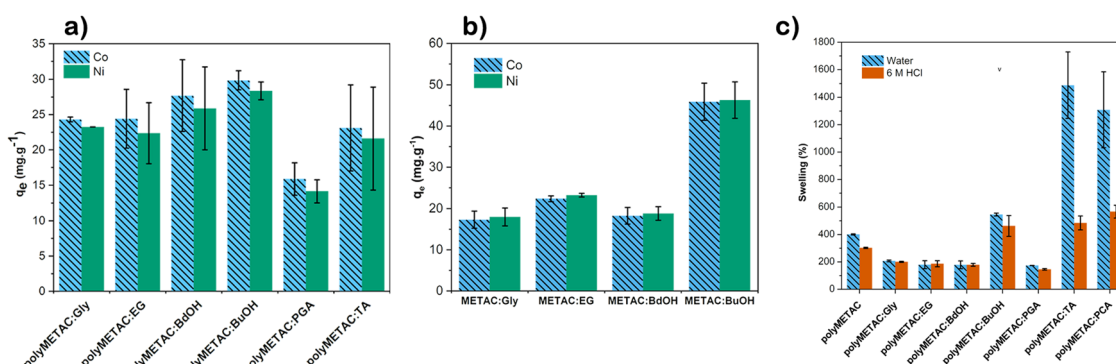 a)
35
30
25
20
15
10
5
0
qe (mg.g-1)
Co
Ni
polyMETAC:Gly
polyMETAC:EG
polyMETAC:BdOH
polyMETAC:BuOH
polyMETAC:PGA
polyMETAC:TA
b)
60
50
40
30
20
10
0
qe (mg.g-1)
Co
Ni
METAC:Gly
METAC:EG
METAC:BdOH
METAC:BuOH
c)
1800
1600
1400
1200
1000
800
600
400
200
0
Swelling (%)
Water
6 M HCl
v
polyMETAC
polyMETAC:Gly
polyMETAC:EG
polyMETAC:BdOH
polyMETAC:BuOH
polyMETAC:PGA
polyMETAC:TA
polyMETAC:PCA